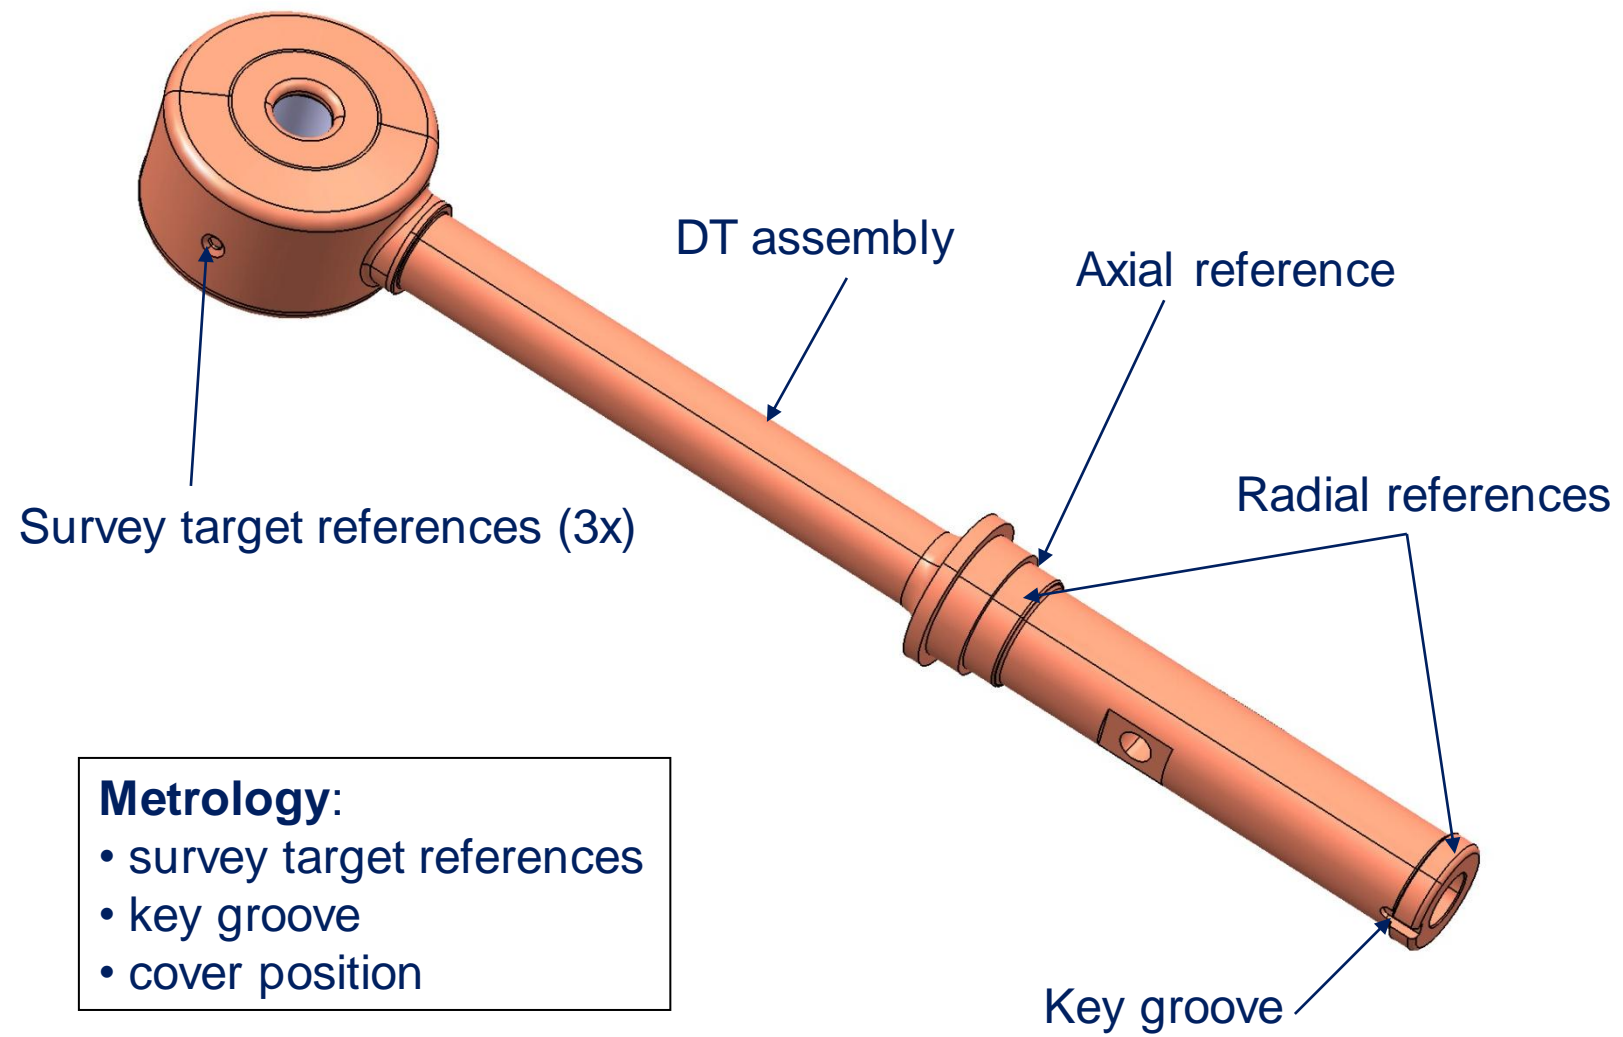 DT assembly
Axial reference
Radial references
Survey target references (3x)
Metrology:
• survey target references
• key groove
• cover position
Key groove